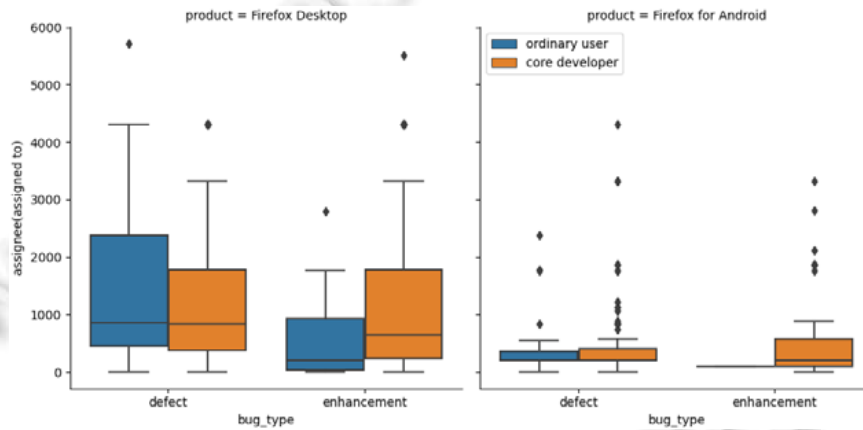 product = Firefox Desktop
product = Firefox for Android
ordinary user
core developer
assignee(assigned to)
6000
5000
4000
3000
2000
1000
0
defect
enhancement
defect
enhancement
bug_type
bug_type